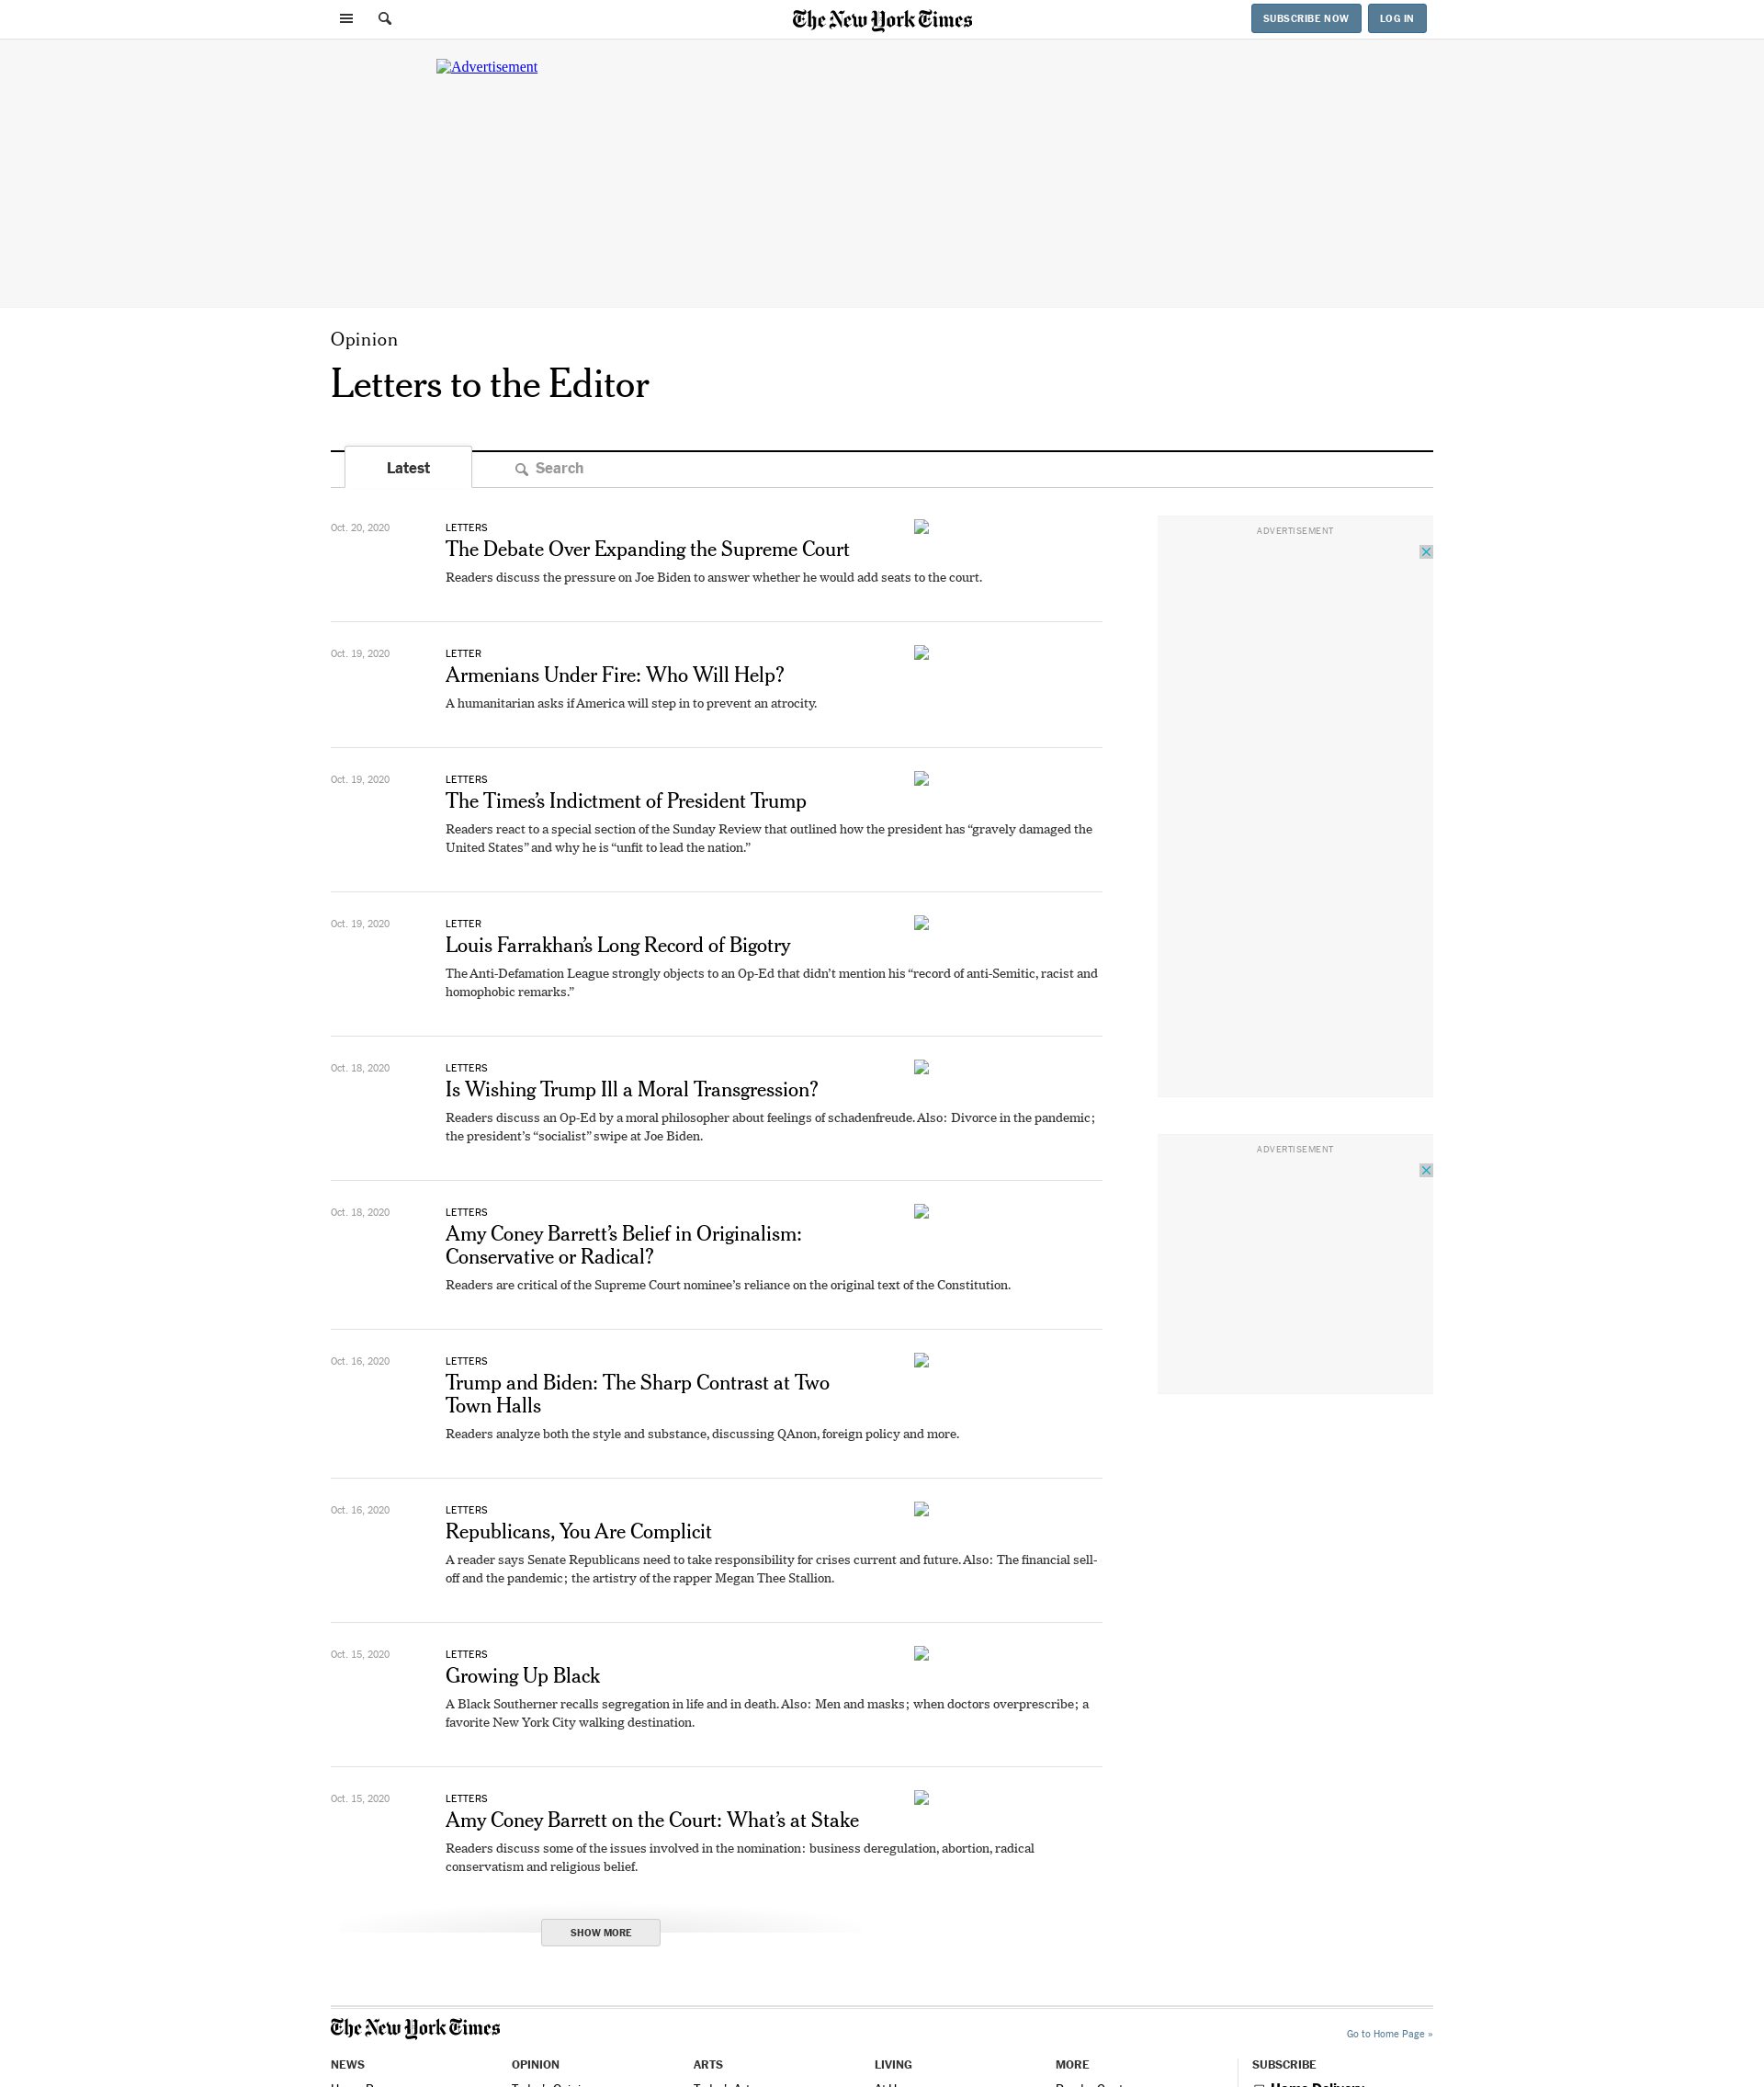 The New York Times
SUBSCRIBE NOW
LOG IN
Advertisement
Opinion
Letters to the Editor
Latest
Search
Oct. 20, 2020
LETTERS
The Debate Over Expanding the Supreme Court
Readers discuss the pressure on Joe Biden to answer whether he would add seats to the court.
Oct. 19, 2020
LETTER
Armenians Under Fire: Who Will Help?
A humanitarian asks if America will step in to prevent an atrocity.
Oct. 19, 2020
LETTERS
The Times’s Indictment of President Trump
Readers react to a special section of the Sunday Review that outlined how the president has “gravely damaged the
United States” and why he is “unfit to lead the nation.”
Oct. 19, 2020
LETTER
Louis Farrakhan’s Long Record of Bigotry
The Anti-Defamation League strongly objects to an Op-Ed that didn’t mention his “record of anti-Semitic, racist and
homophobic remarks.”
Oct. 18, 2020
LETTERS
Is Wishing Trump Ill a Moral Transgression?
Readers discuss an Op-Ed by a moral philosopher about feelings of schadenfreude. Also: Divorce in the pandemic;
the president’s “socialist” swipe at Joe Biden.
Oct. 18, 2020
LETTERS
Amy Coney Barrett’s Belief in Originalism:
Conservative or Radical?
Readers are critical of the Supreme Court nominee’s reliance on the original text of the Constitution.
Oct. 16, 2020
LETTERS
Trump and Biden: The Sharp Contrast at Two
Town Halls
Readers analyze both the style and substance, discussing QAnon, foreign policy and more.
Oct. 16, 2020
LETTERS
Republicans, You Are Complicit
A reader says Senate Republicans need to take responsibility for crises current and future. Also: The financial sell-
off and the pandemic; the artistry of the rapper Megan Thee Stallion.
Oct. 15, 2020
LETTERS
Growing Up Black
A Black Southerner recalls segregation in life and in death. Also: Men and masks; when doctors overprescribe; a
favorite New York City walking destination.
Oct. 15, 2020
LETTERS
Amy Coney Barrett on the Court: What’s at Stake
Readers discuss some of the issues involved in the nomination: business deregulation, abortion, radical
conservatism and religious belief.
SHOW MORE
ADVERTISEMENT
ADVERTISEMENT
The New York Times
Go to Home Page »
NEWS
OPINION
ARTS
LIVING
MORE
SUBSCRIBE
Home Delivery